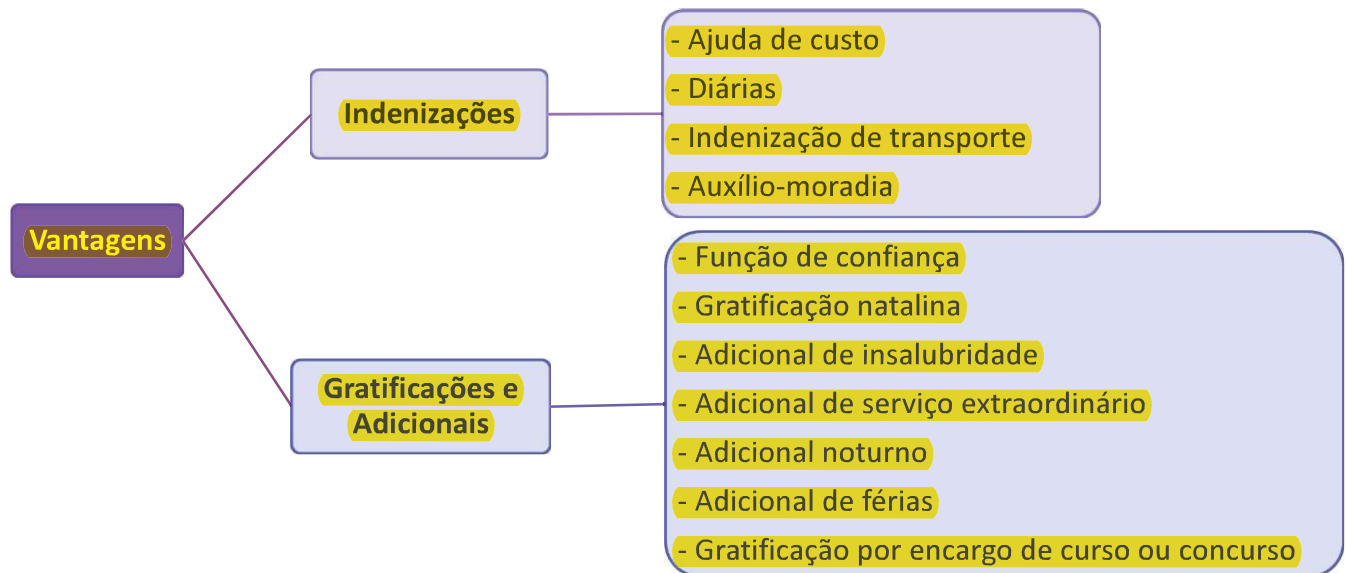 Vantagens
Indenizações
- Ajuda de custo
- Diárias
- Indenização de transporte
- Auxílio-moradia
Gratificações e
Adicionais
- Função de confiança
- Gratificação natalina
- Adicional de insalubridade
- Adicional de serviço extraordinário
- Adicional noturno
- Adicional de férias
- Gratificação por encargo de curso ou concurso